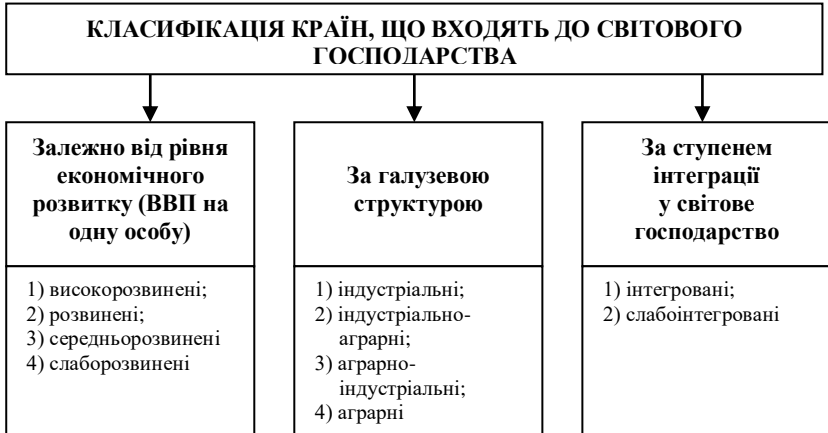 КЛАСИФІКАЦІЯ КРАЇН, ЩО ВХОДЯТЬ ДО СВІТОВОГО
ГОСПОДАРСТВА
Залежно від рівня
економічного
розвитку (ВВП на
одну особу)
1) високорозвинені;
2) розвинені;
3) середньорозвинені
4) слаборозвинені
За галузевою
структурою
1) індустріальні;
2) індустріально-
аграрні;
3) аграрно-
індустріальні;
4) аграрні
За ступенем
інтеграції
у світове
господарство
1) інтегровані;
2) слабоінтегровані